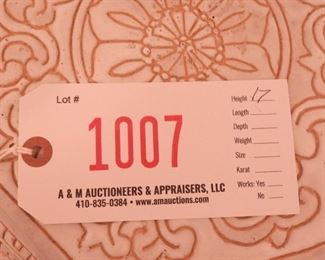 Lot #
1007
A & M AUCTIONEERS & APPRAISERS, LLC
410-835-0384 • www.amauctions.com
Height 17
Length
Depth
Weight
Size
Karat
Works: Yes
No